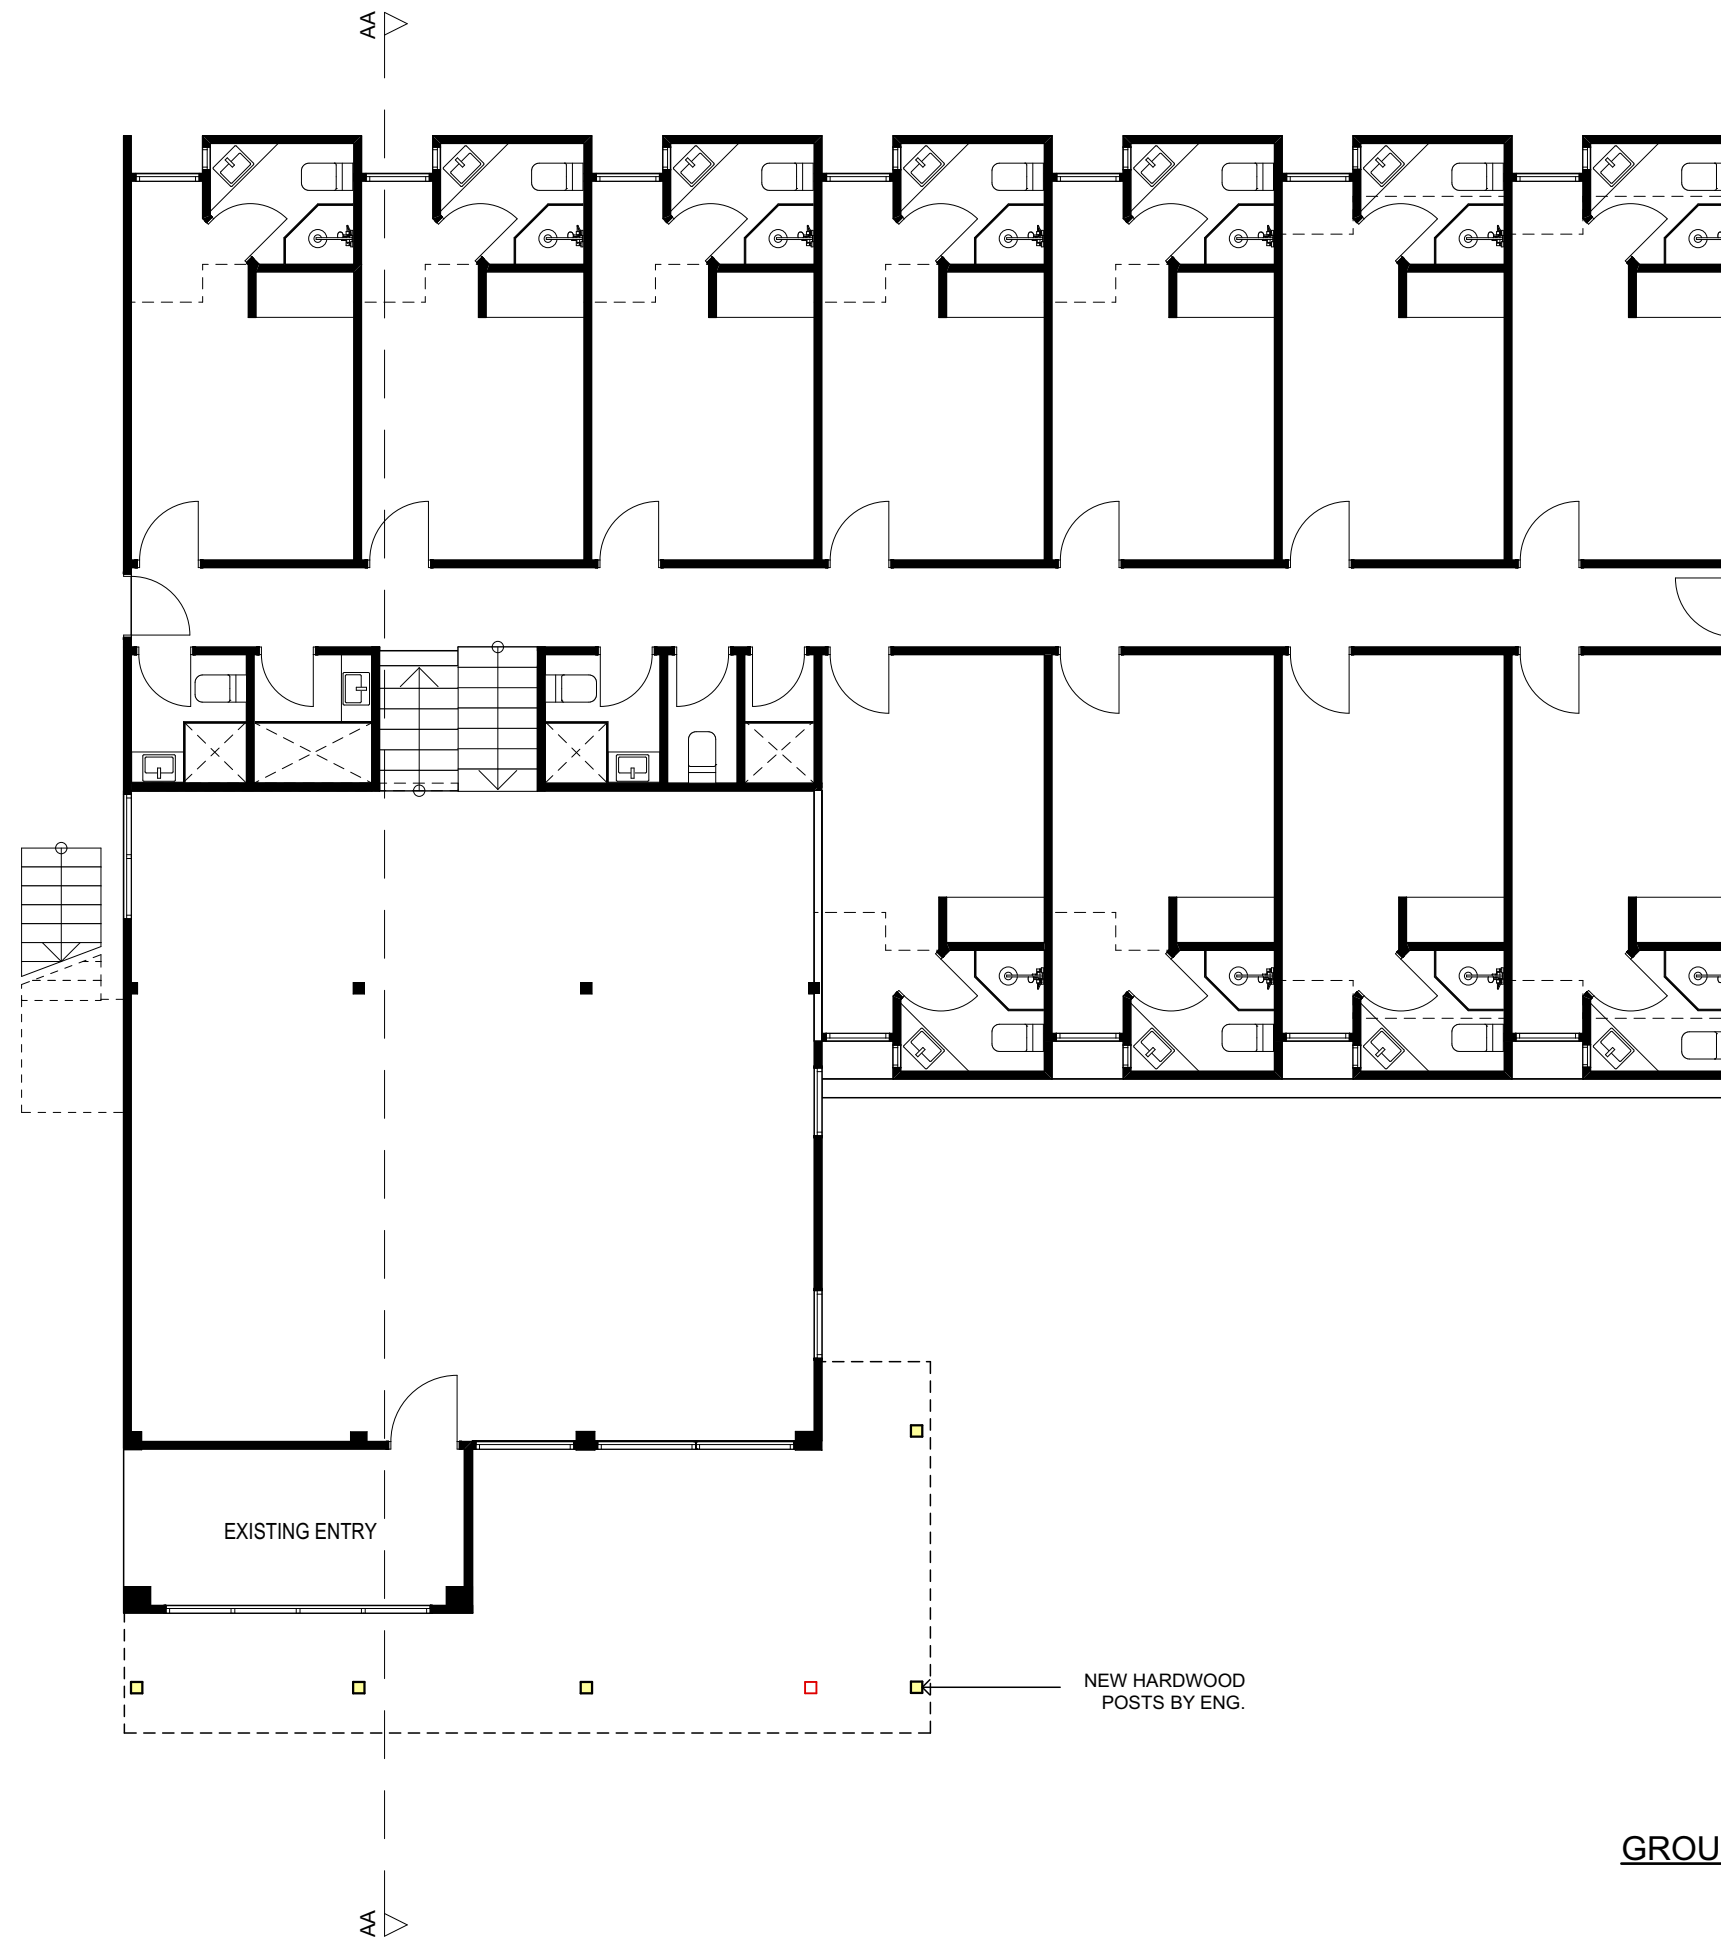 AA
EXISTING ENTRY
NEW HARDWOOD
POSTS BY ENG.
GROU
AA